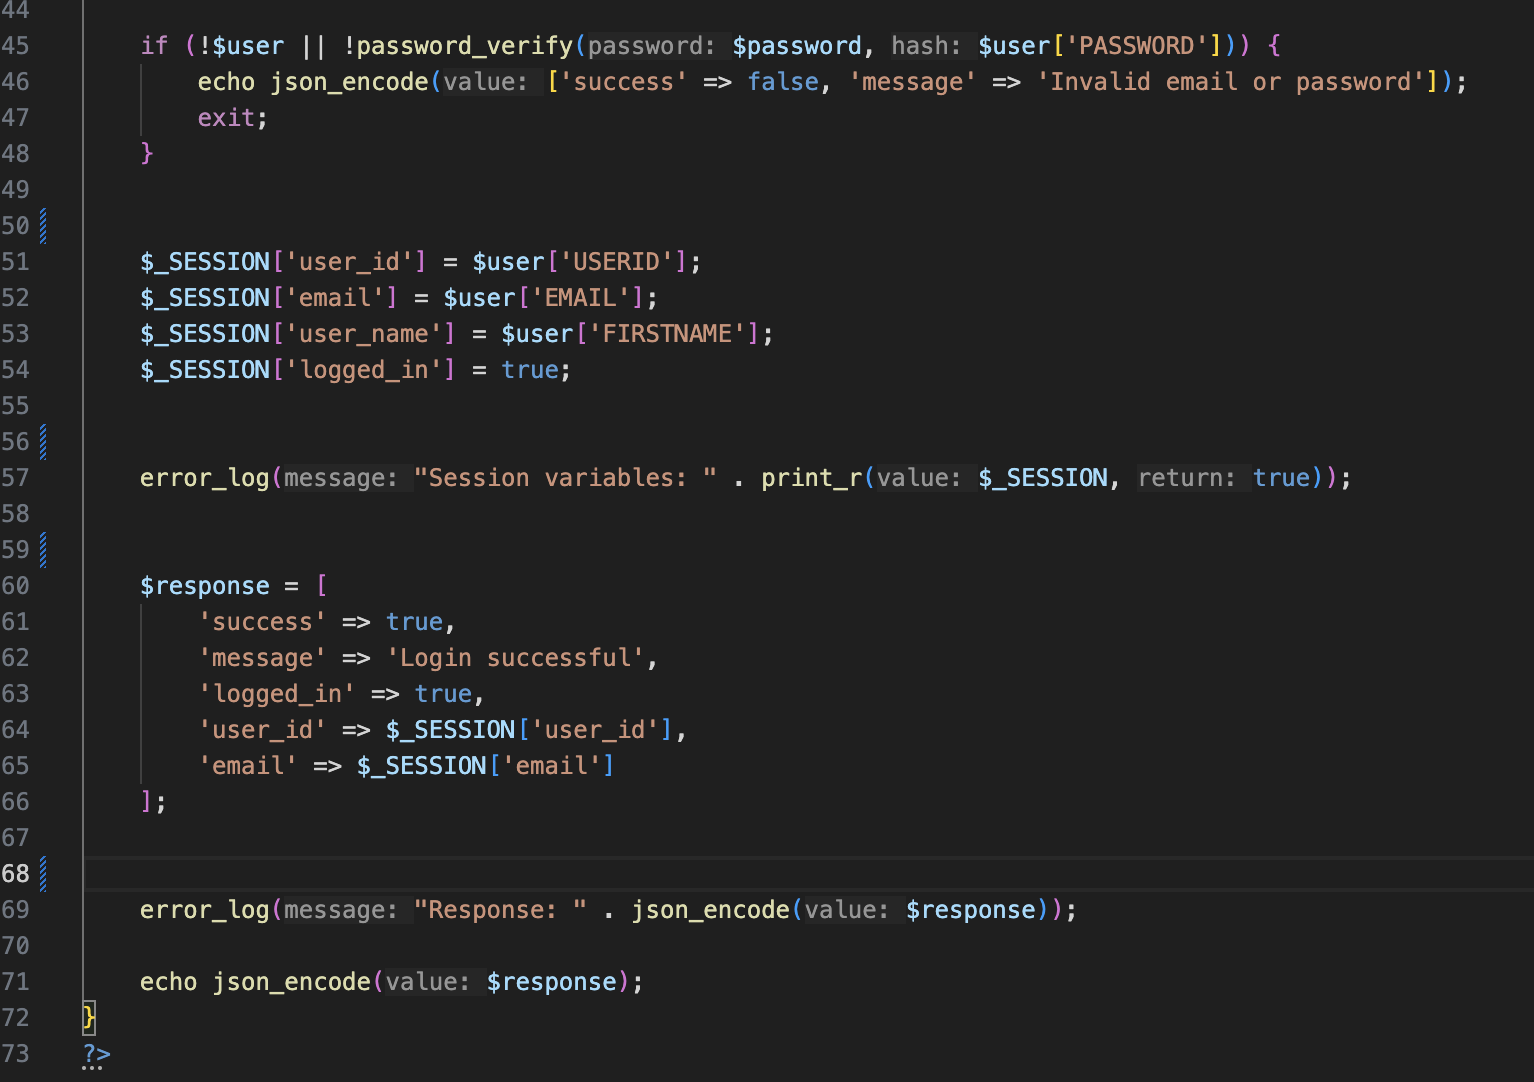 44
45 if (!$user || !password_verify(password: $password, hash: $user['PASSWORD'])) {
46 echo json_encode(value: ['success' => false, 'message' => 'Invalid email or password']);
47 exit;
48 }
49
50
51 $_SESSION['user_id'] = $user['USERID'];
52 $_SESSION['email'] = $user['EMAIL'];
53 $_SESSION['user_name'] = $user['FIRSTNAME'];
54 $_SESSION['logged_in'] = true;
55
56
57 error_log(message: "Session variables: " . print_r(value: $_SESSION, return: true));
58
59
60 $response = [
61 'success' => true,
62 'message' => 'Login successful',
63 'logged_in' => true,
64 'user_id' => $_SESSION['user_id'],
65 'email' => $_SESSION['email']
66 ];
67
68
69 error_log(message: "Response: " . json_encode(value: $response));
70
71 echo json_encode(value: $response);
72 }
73 ?>